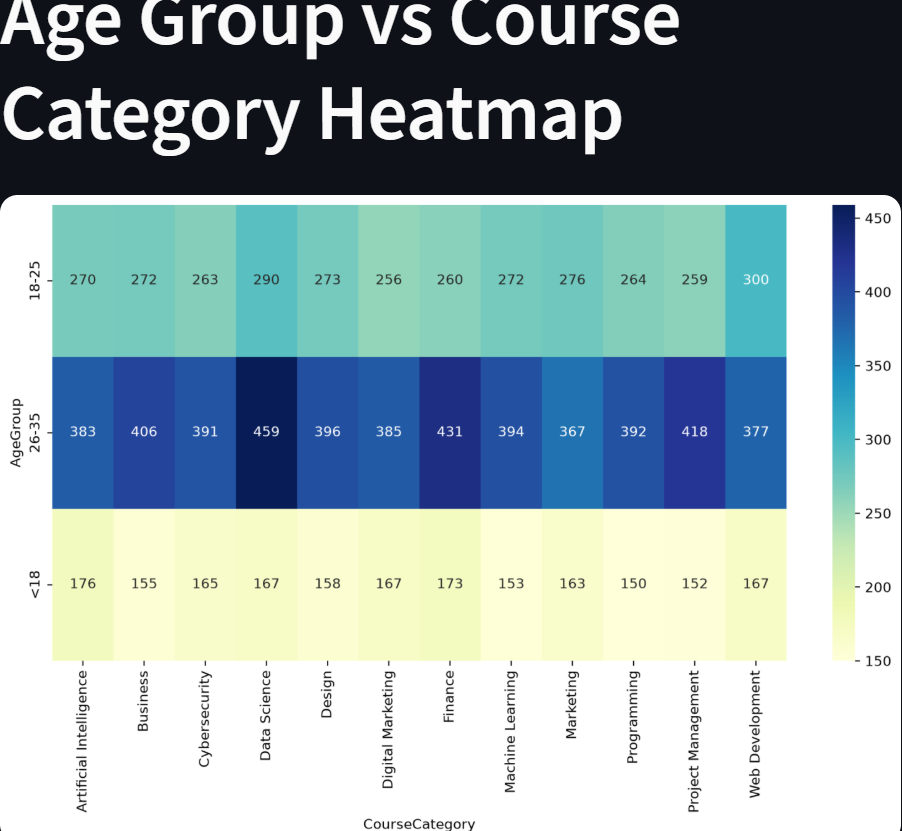 Age Group vs Course
Category Heatmap
18-25
270 272 263 290 273 256 260 272 276 264 259 300
26-35
383 406 391 459 396 385 431 394 367 392 418 377
<18
176 155 165 167 158 167 173 153 163 150 152 167
AgeGroup
Artificial Intelligence
Business
Cybersecurity
Data Science
Design
Digital Marketing
Finance
Machine Learning
Marketing
Programming
Project Management
Web Development
CourseCategory
450
400
350
300
250
200
150